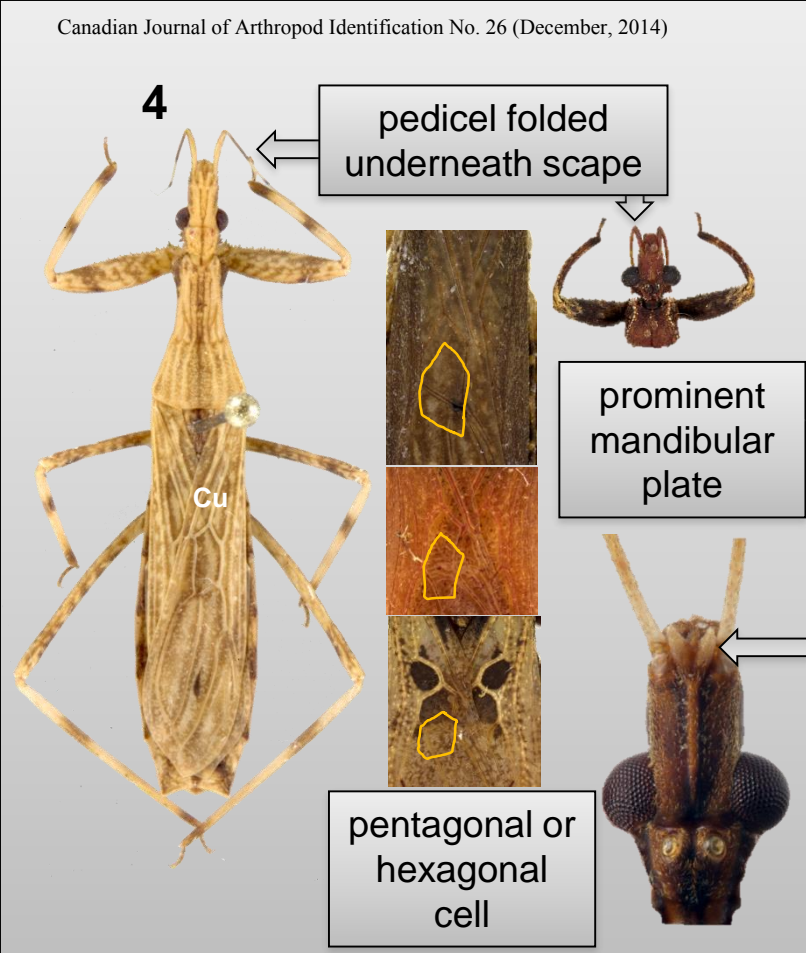 Canadian Journal of Arthropod Identification No. 26 (December, 2014)
4
pedicel folded
underneath scape
prominent
mandibular
plate
Cu
pentagonal or
hexagonal
cell